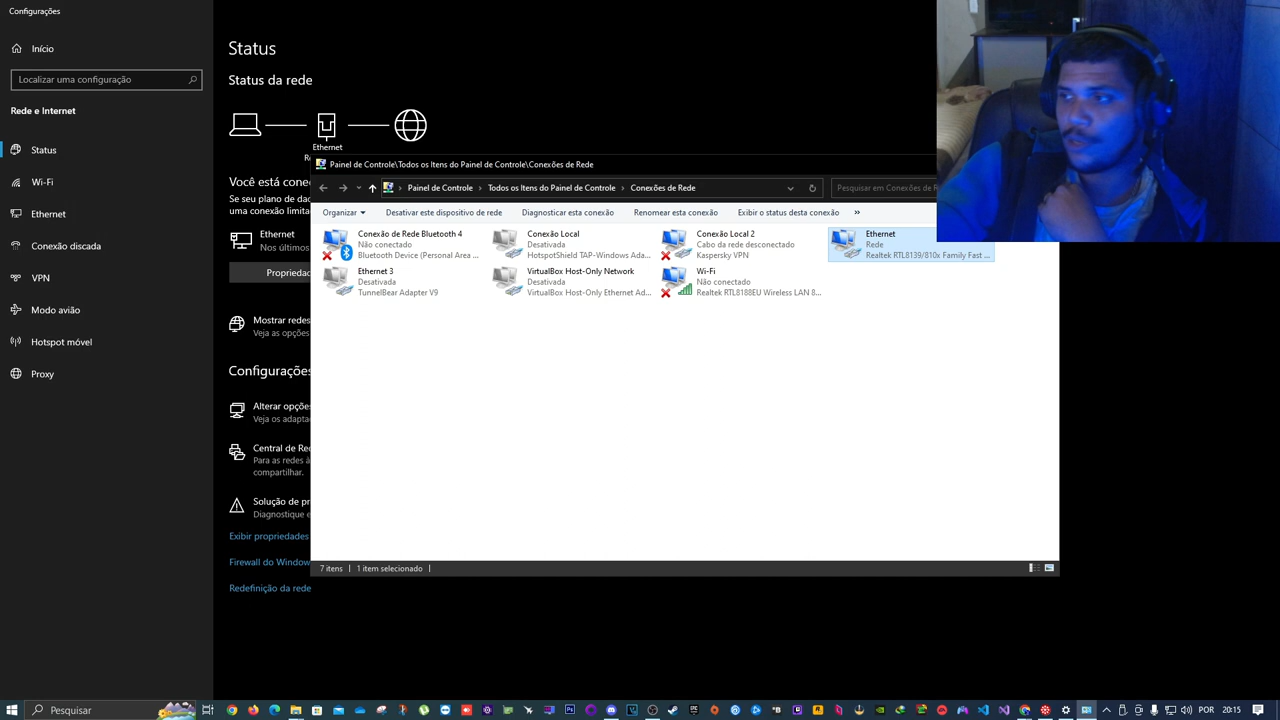 Configurações
Início
Localizar uma configuração
Rede e Internet
Status
Wi-Fi
Ethernet
Conexão discada
VPN
Modo avião
Hotspot móvel
Proxy
Status
Status da rede
Ethernet
Você está cone
Se seu plano de da
uma conexão limita
Ethernet
Nos últimos
Propriedad
Mostrar redes
Veja as opções
Configurações
Alterar opçõe
Veja os adapta
Central de Re
Para as redes à
compartilhar.
Solução de pr
Diagnostique e
Exibir propriedades
Firewall do Window
Redefinição da rede
Painel de Controle\Todos os Itens do Painel de Controle\Conexões de Rede
Painel de Controle
Todos os Itens do Painel de Controle
Conexões de Rede
Pesquisar em Conexões de R
Organizar
Desativar este dispositivo de rede
Diagnosticar esta conexão
Renomear esta conexão
Exibir o status desta conexão
»
Conexão de Rede Bluetooth 4
Não conectado
Bluetooth Device (Personal Area ...
Conexão Local
Desativada
HotspotShield TAP-Windows Ada...
Conexão Local 2
Cabo da rede desconectado
Kaspersky VPN
Ethernet
Rede
Realtek RTL8139/810x Family Fast ...
Ethernet 3
Desativada
TunnelBear Adapter V9
VirtualBox Host-Only Network
Desativada
VirtualBox Host-Only Ethernet Ad...
Wi-Fi
Não conectado
Realtek RTL8188EU Wireless LAN 8...
7 itens
1 item selecionado
Pesquisar
POR
20:15